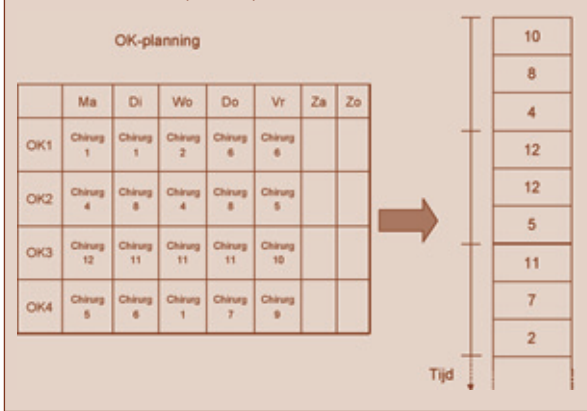 OK-planning
Ma Di Wo Do Vr Za Zo
OK1 Chirurg 1 Chirurg 1 Chirurg 2 Chirurg 6 Chirurg 6
OK2 Chirurg 4 Chirurg 8 Chirurg 4 Chirurg 8 Chirurg 5
OK3 Chirurg 12 Chirurg 11 Chirurg 11 Chirurg 11 Chirurg 10
OK4 Chirurg 5 Chirurg 6 Chirurg 1 Chirurg 7 Chirurg 9
10
8
4
12
12
5
11
7
2
Tijd